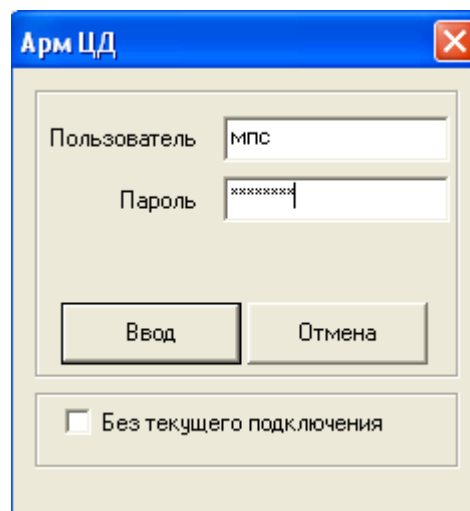 Арм ЦД
Пользователь мпс
Пароль ********
Ввод Отмена
Без текущего подключения